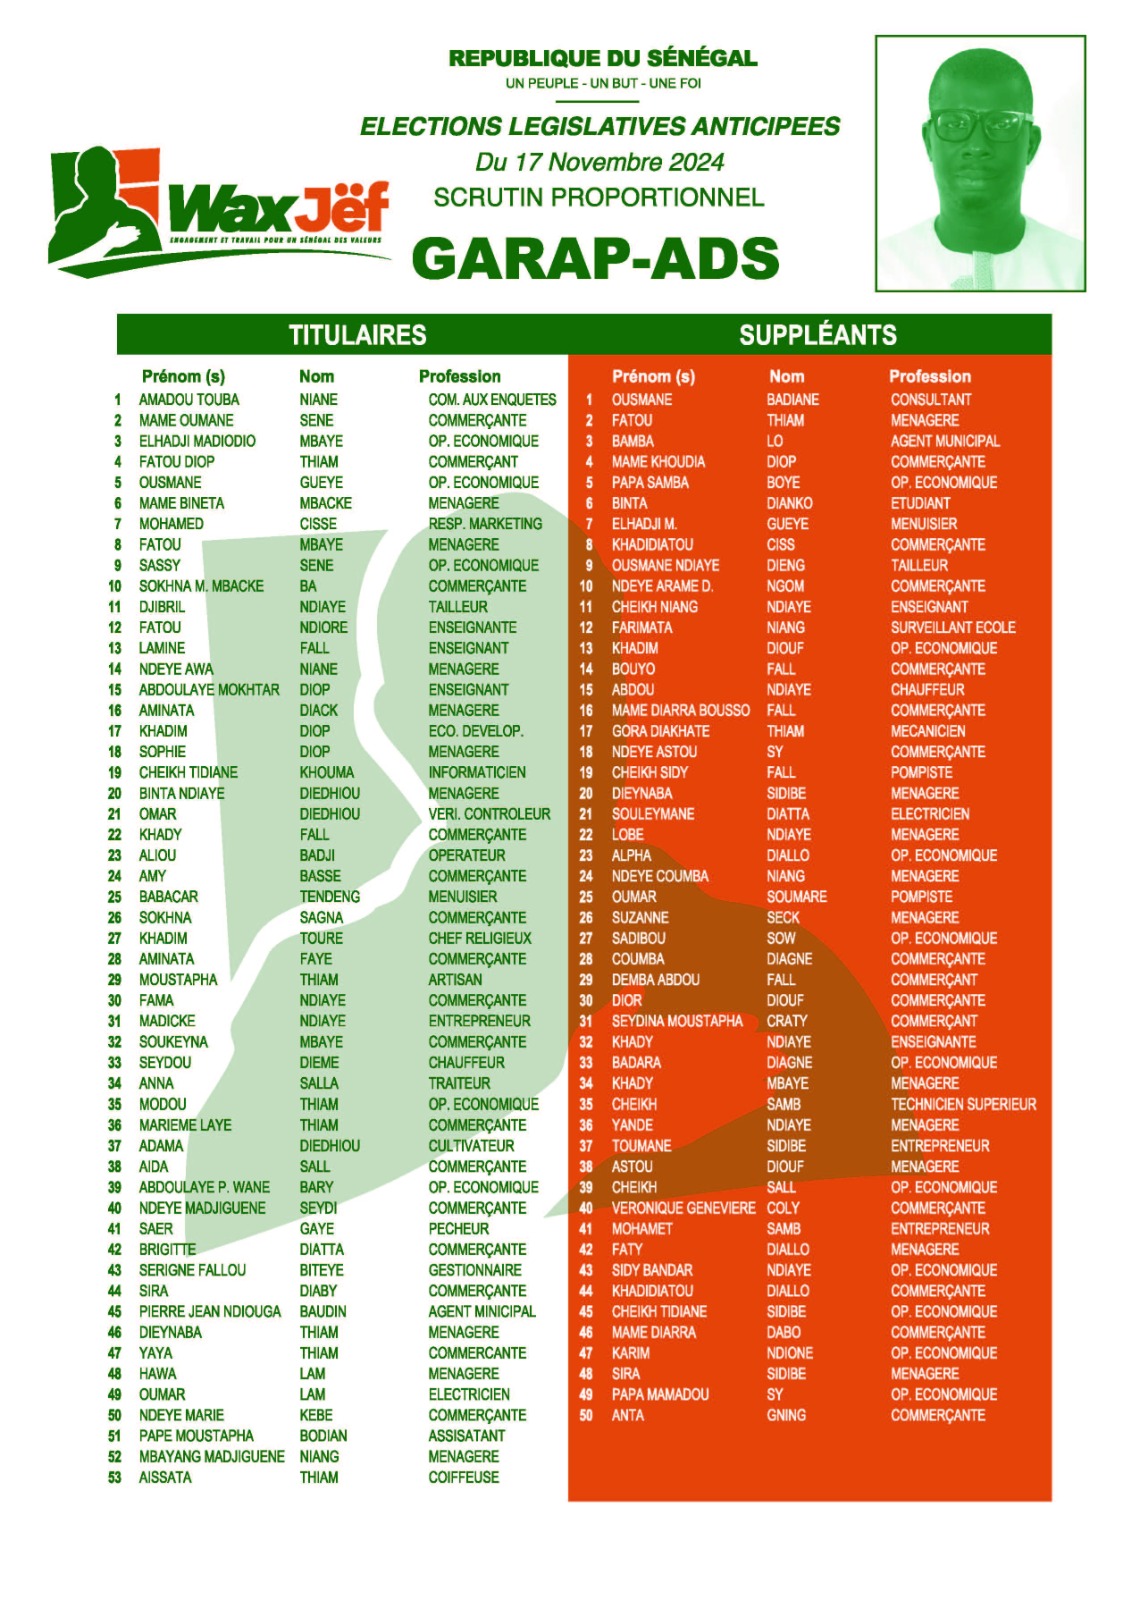 REPUBLIQUE DU SÉNÉGAL
UN PEUPLE - UN BUT - UNE FOI
ELECTIONS LEGISLATIVES ANTICIPEES
Du 17 Novembre 2024
SCRUTIN PROPORTIONNEL
WaxJëf
ENGAGEMENT ET TRAVAIL POUR UN SÉNÉGAL DES VALEURS
GARAP-ADS
TITULAIRES
Prénom (s) Nom Profession
1 AMADOU TOUBA NIANE COM. AUX ENQUETES
2 MAME OUMANE SENE COMMERÇANTE
3 ELHADJI MADIODIO MBAYE OP. ECONOMIQUE
4 FATOU DIOP THIAM COMMERÇANT
5 OUSMANE GUEYE OP. ECONOMIQUE
6 MAME BINETA MBACKE MENAGERE
7 MOHAMED CISSE RESP. MARKETING
8 FATOU MBAYE MENAGERE
9 SASSY SENE OP. ECONOMIQUE
10 SOKHNA M. MBACKE BA COMMERÇANTE
11 DJIBRIL NDIAYE TAILLEUR
12 FATOU NDIORE ENSEIGNANTE
13 LAMINE FALL ENSEIGNANT
14 NDEYE AWA NIANE MENAGERE
15 ABDOULAYE MOKHTAR DIOP ENSEIGNANT
16 AMINATA DIACK MENAGERE
17 KHADIM DIOP ECO. DEVELOP.
18 SOPHIE DIOP MENAGERE
19 CHEIKH TIDIANE KHOUMA INFORMATICIEN
20 BINTA NDIAYE DIEDHIOU MENAGERE
21 OMAR DIEDHIOU VERI. CONTROLEUR
22 KHADY FALL COMMERÇANTE
23 ALIOU BADJI OPERATEUR
24 AMY BASSE COMMERÇANTE
25 BABACAR TENDENG MENUISIER
26 SOKHNA SAGNA COMMERÇANTE
27 KHADIM TOURE CHEF RELIGIEUX
28 AMINATA FAYE COMMERÇANTE
29 MOUSTAPHA THIAM ARTISAN
30 FAMA NDIAYE COMMERÇANTE
31 MADICKE NDIAYE ENTREPRENEUR
32 SOUKEYNA MBAYE COMMERÇANTE
33 SEYDOU DIEME CHAUFFEUR
34 ANNA SALLA TRAITEUR
35 MODOU THIAM OP. ECONOMIQUE
36 MARIEME LAYE THIAM COMMERÇANTE
37 ADAMA DIEDHIOU CULTIVATEUR
38 AIDA SALL COMMERÇANTE
39 ABDOULAYE P. WANE BARY OP. ECONOMIQUE
40 NDEYE MADJIGUENE SEYDI COMMERÇANTE
41 SAER GAYE PECHEUR
42 BRIGITTE DIATTA COMMERÇANTE
43 SERIGNE FALLOU BITEYE GESTIONNAIRE
44 SIRA DIABY COMMERÇANTE
45 PIERRE JEAN NDIOUGA BAUDIN AGENT MINICIPAL
46 DIEYNABA THIAM MENAGERE
47 YAYA THIAM COMMERCANTE
48 HAWA LAM MENAGERE
49 OUMAR LAM ELECTRICIEN
50 NDEYE MARIE KEBE COMMERÇANTE
51 PAPE MOUSTAPHA BODIAN ASSISATANT
52 MBAYANG MADJIGUENE NIANG MENAGERE
53 AISSATA THIAM COIFFEUSE
SUPPLÉANTS
Prénom (s) Nom Profession
1 OUSMANE BADIANE CONSULTANT
2 FATOU THIAM MENAGERE
3 BAMBA LO AGENT MUNICIPAL
4 MAME KHOUDIA DIOP COMMERÇANTE
5 PAPA SAMBA BOYE OP. ECONOMIQUE
6 BINTA DIANKO ETUDIANT
7 ELHADJI M. GUEYE MENUISIER
8 KHADIDIATOU CISS COMMERÇANTE
9 OUSMANE NDIAYE DIENG TAILLEUR
10 NDEYE ARAME D. NGOM COMMERÇANTE
11 CHEIKH NIANG NDIAYE ENSEIGNANT
12 FARIMATA NIANG SURVEILLANT ECOLE
13 KHADIM DIOUF OP. ECONOMIQUE
14 BOUYO FALL COMMERÇANTE
15 ABDOU NDIAYE CHAUFFEUR
16 MAME DIARRA BOUSSO FALL COMMERÇANTE
17 GORA DIAKHATE THIAM MECANICIEN
18 NDEYE ASTOU SY COMMERÇANTE
19 CHEIKH SIDY FALL POMPISTE
20 DIEYNABA SIDIBE MENAGERE
21 SOULEYMANE DIATTA ELECTRICIEN
22 LOBE NDIAYE MENAGERE
23 ALPHA DIALLO OP. ECONOMIQUE
24 NDEYE COUMBA NIANG MENAGERE
25 OUMAR SOUMARE POMPISTE
26 SUZANNE SECK MENAGERE
27 SADIBOU SOW OP. ECONOMIQUE
28 COUMBA DIAGNE COMMERÇANTE
29 DEMBA ABDOU FALL COMMERÇANT
30 DIOR DIOUF COMMERÇANTE
31 SEYDINA MOUSTAPHA CRATY COMMERÇANT
32 KHADY NDIAYE ENSEIGNANTE
33 BADARA DIAGNE OP. ECONOMIQUE
34 KHADY MBAYE MENAGERE
35 CHEIKH SAMB TECHNICIEN SUPERIEUR
36 YANDE NDIAYE MENAGERE
37 TOUMANE SIDIBE ENTREPRENEUR
38 ASTOU DIOUF MENAGERE
39 CHEIKH SALL OP. ECONOMIQUE
40 VERONIQUE GENEVIERE COLY COMMERÇANTE
41 MOHAMET SAMB ENTREPRENEUR
42 FATY DIALLO MENAGERE
43 SIDY BANDAR NDIAYE OP. ECONOMIQUE
44 KHADIDIATOU DIALLO COMMERÇANTE
45 CHEIKH TIDIANE SIDIBE OP. ECONOMIQUE
46 MAME DIARRA DABO COMMERÇANTE
47 KARIM NDIONE OP. ECONOMIQUE
48 SIRA SIDIBE MENAGERE
49 PAPA MAMADOU SY OP. ECONOMIQUE
50 ANTA GNING COMMERÇANTE